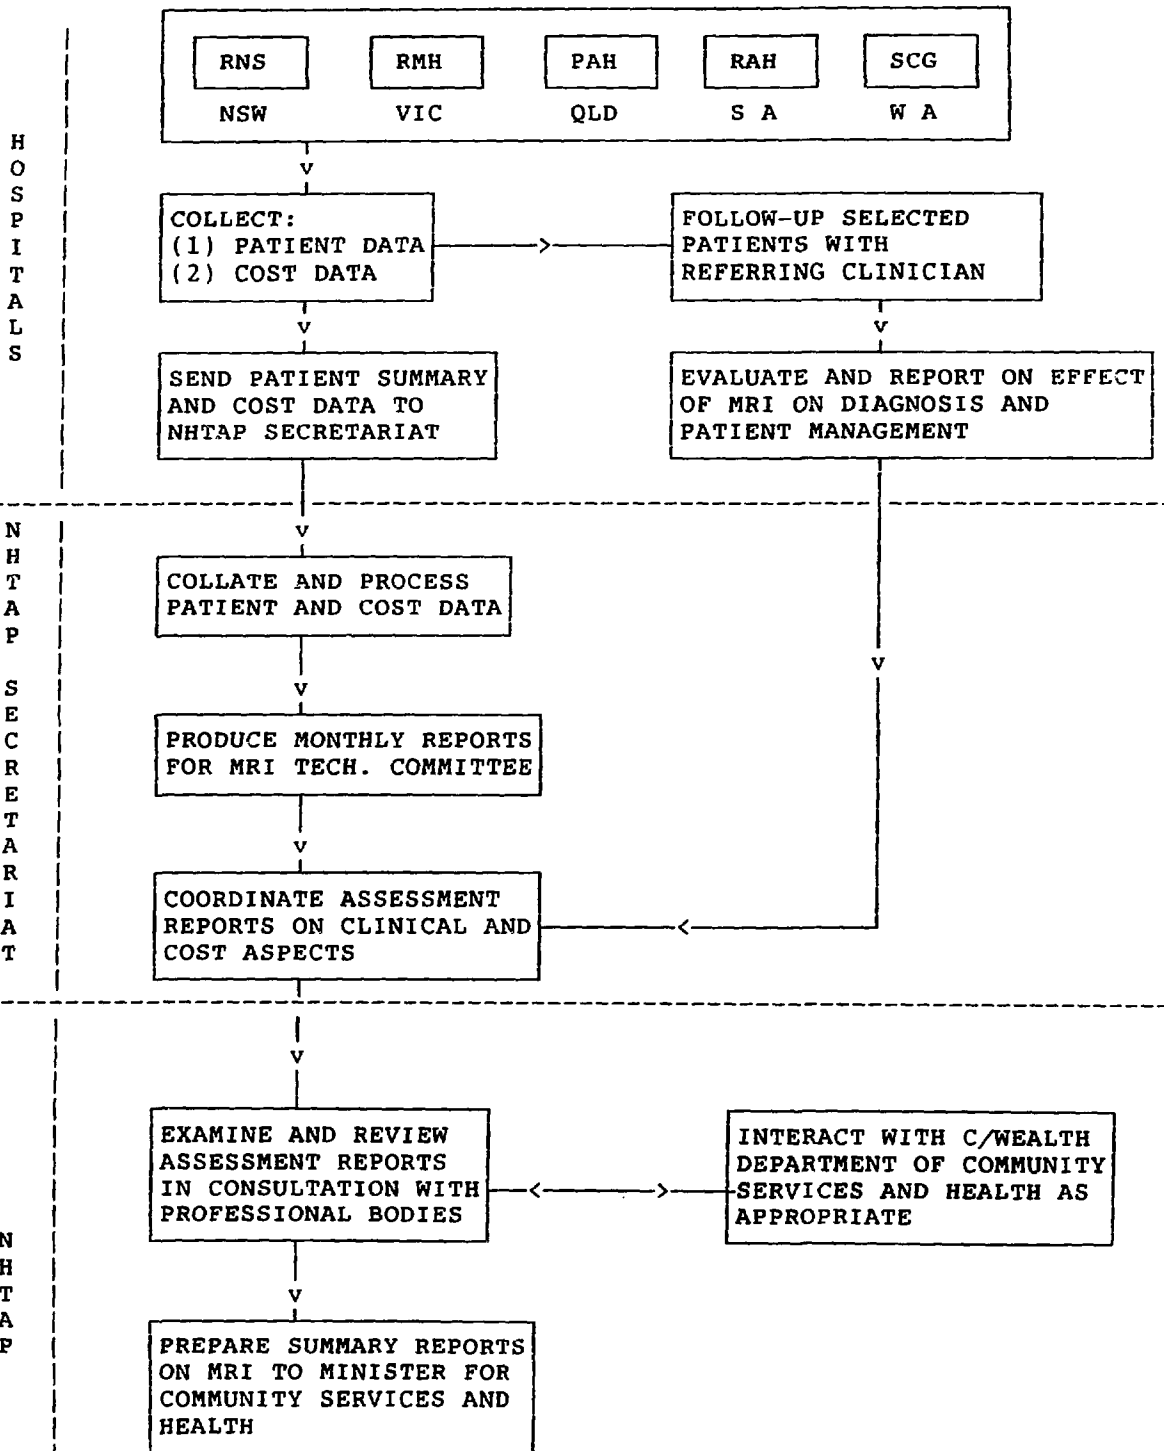 HOSPITALS
RNS RMH PAH RAH SCG
NSW VIC QLD S A W A
COLLECT:
(1) PATIENT DATA
(2) COST DATA
FOLLOW-UP SELECTED
PATIENTS WITH
REFERRING CLINICIAN
SEND PATIENT SUMMARY
AND COST DATA TO
NHTAP SECRETARIAT
EVALUATE AND REPORT ON EFFECT
OF MRI ON DIAGNOSIS AND
PATIENT MANAGEMENT
NHTAP SECRETARIAT
COLLATE AND PROCESS
PATIENT AND COST DATA
PRODUCE MONTHLY REPORTS
FOR MRI TECH. COMMITTEE
COORDINATE ASSESSMENT
REPORTS ON CLINICAL AND
COST ASPECTS
NHTAP
EXAMINE AND REVIEW
ASSESSMENT REPORTS
IN CONSULTATION WITH
PROFESSIONAL BODIES
INTERACT WITH C/WEALTH
DEPARTMENT OF COMMUNITY
SERVICES AND HEALTH AS
APPROPRIATE
PREPARE SUMMARY REPORTS
ON MRI TO MINISTER FOR
COMMUNITY SERVICES AND
HEALTH